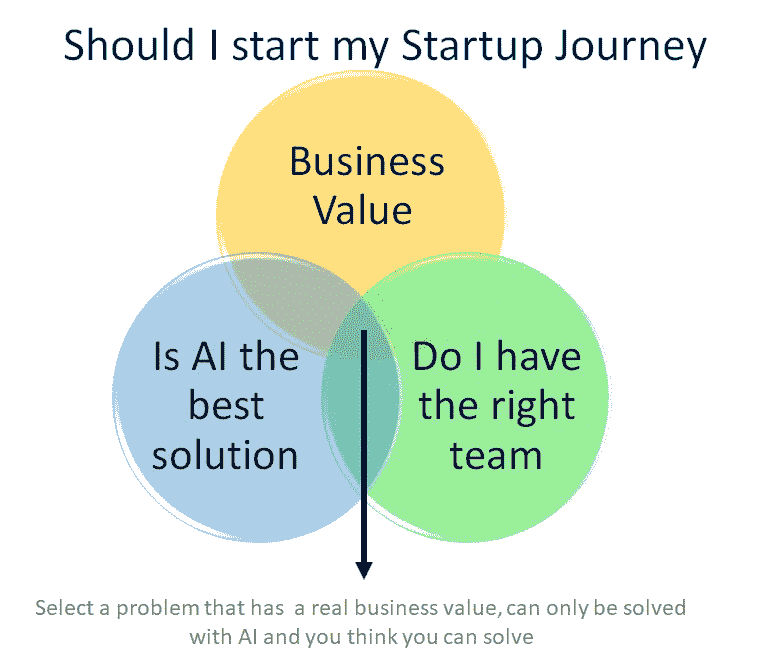 Should I start my Startup Journey
Business
Value
Is AI the
best
solution
Do I have
the right
team
Select a problem that has a real business value, can only be solved
with AI and you think you can solve